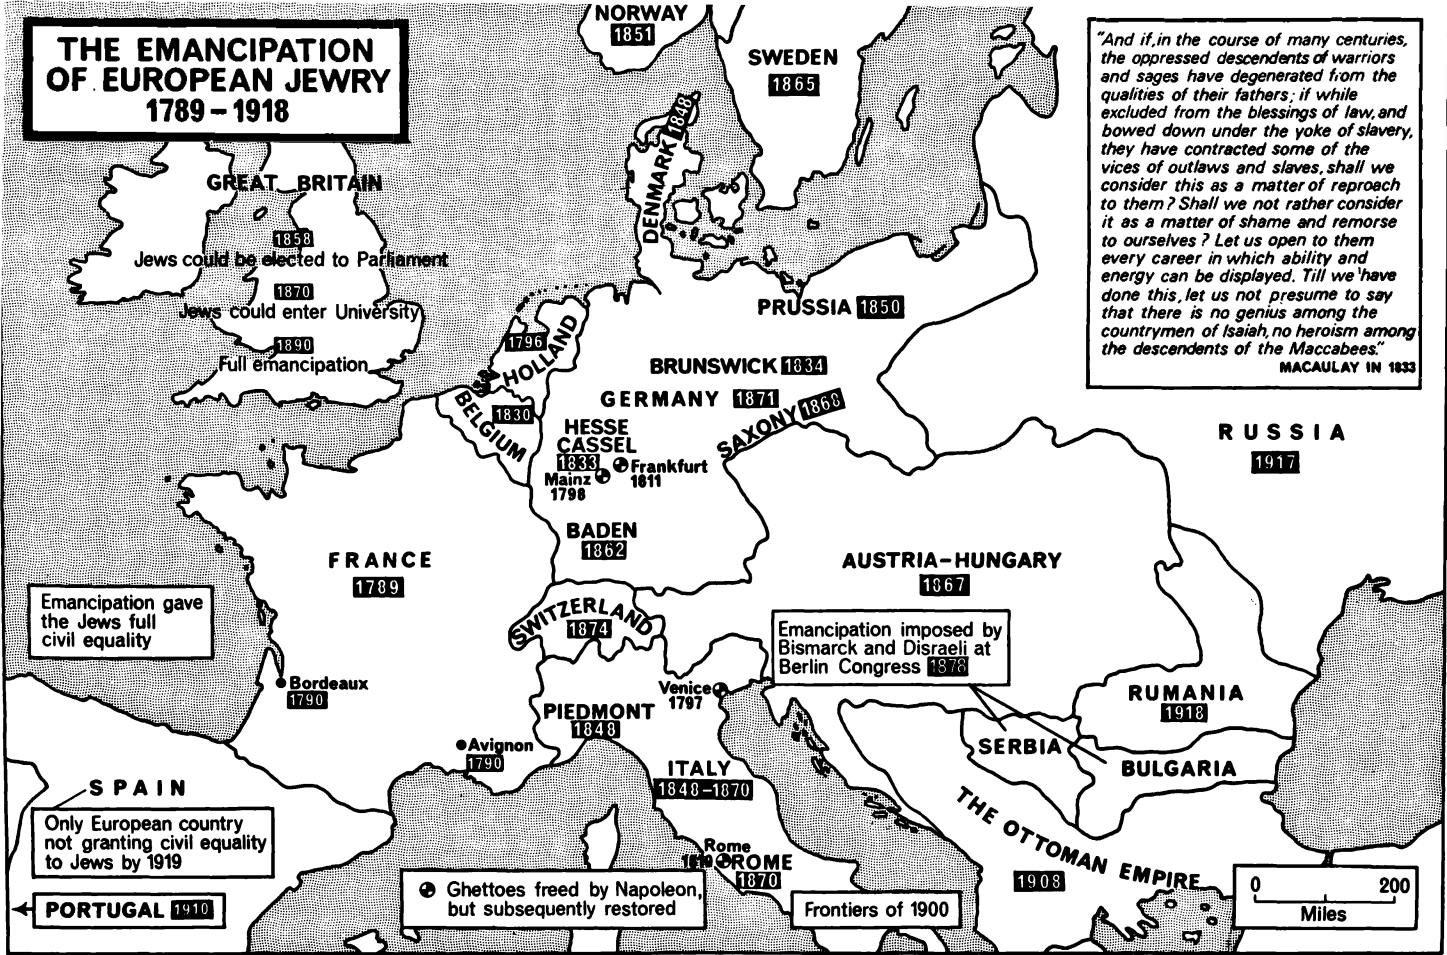 THE EMANCIPATION
OF EUROPEAN JEWRY
1789-1918
NORWAY
1851
SWEDEN
1865
DENMARK 1848
"And if, in the course of many centuries,
the oppressed descendents of warriors
and sages have degenerated from the
qualities of their fathers; if while
excluded from the blessings of law, and
bowed down under the yoke of slavery,
they have contracted some of the
vices of outlaws and slaves, shall we
consider this as a matter of reproach
to them? Shall we not rather consider
it as a matter of shame and remorse
to ourselves? Let us open to them
every career in which ability and
energy can be displayed. Till we have
done this, let us not presume to say
that there is no genius among the
countrymen of Isaiah, no heroism among
the descendents of the Maccabees."
MACAULAY IN 1833
GREAT BRITAIN
1858
Jews could be elected to Parliament
1870
Jews could enter University
1890
Full emancipation
1796
HOLLAND
BELGIUM
1830
PRUSSIA 1850
BRUNSWICK 1834
GERMANY 1871
SAXONY 1868
HESSE
CASSEL
1833
Mainz
1798
Frankfurt
1811
BADEN
1862
RUSSIA
1917
FRANCE
1789
AUSTRIA-HUNGARY
1867
Emancipation gave
the Jews full
civil equality
SWITZERLAND
1874
Emancipation imposed by
Bismarck and Disraeli at
Berlin Congress 1878
Bordeaux
1790
Venice
1797
PIEDMONT
1848
RUMANIA
1918
Avignon
1790
SERBIA
BULGARIA
ITALY
1848-1870
SPAIN
Only European country
not granting civil equality
to Jews by 1919
THE OTTOMAN EMPIRE
1908
Rome
ROME
1870
PORTUGAL 1910
Ghettoes freed by Napoleon,
but subsequently restored
Frontiers of 1900
0 200
Miles